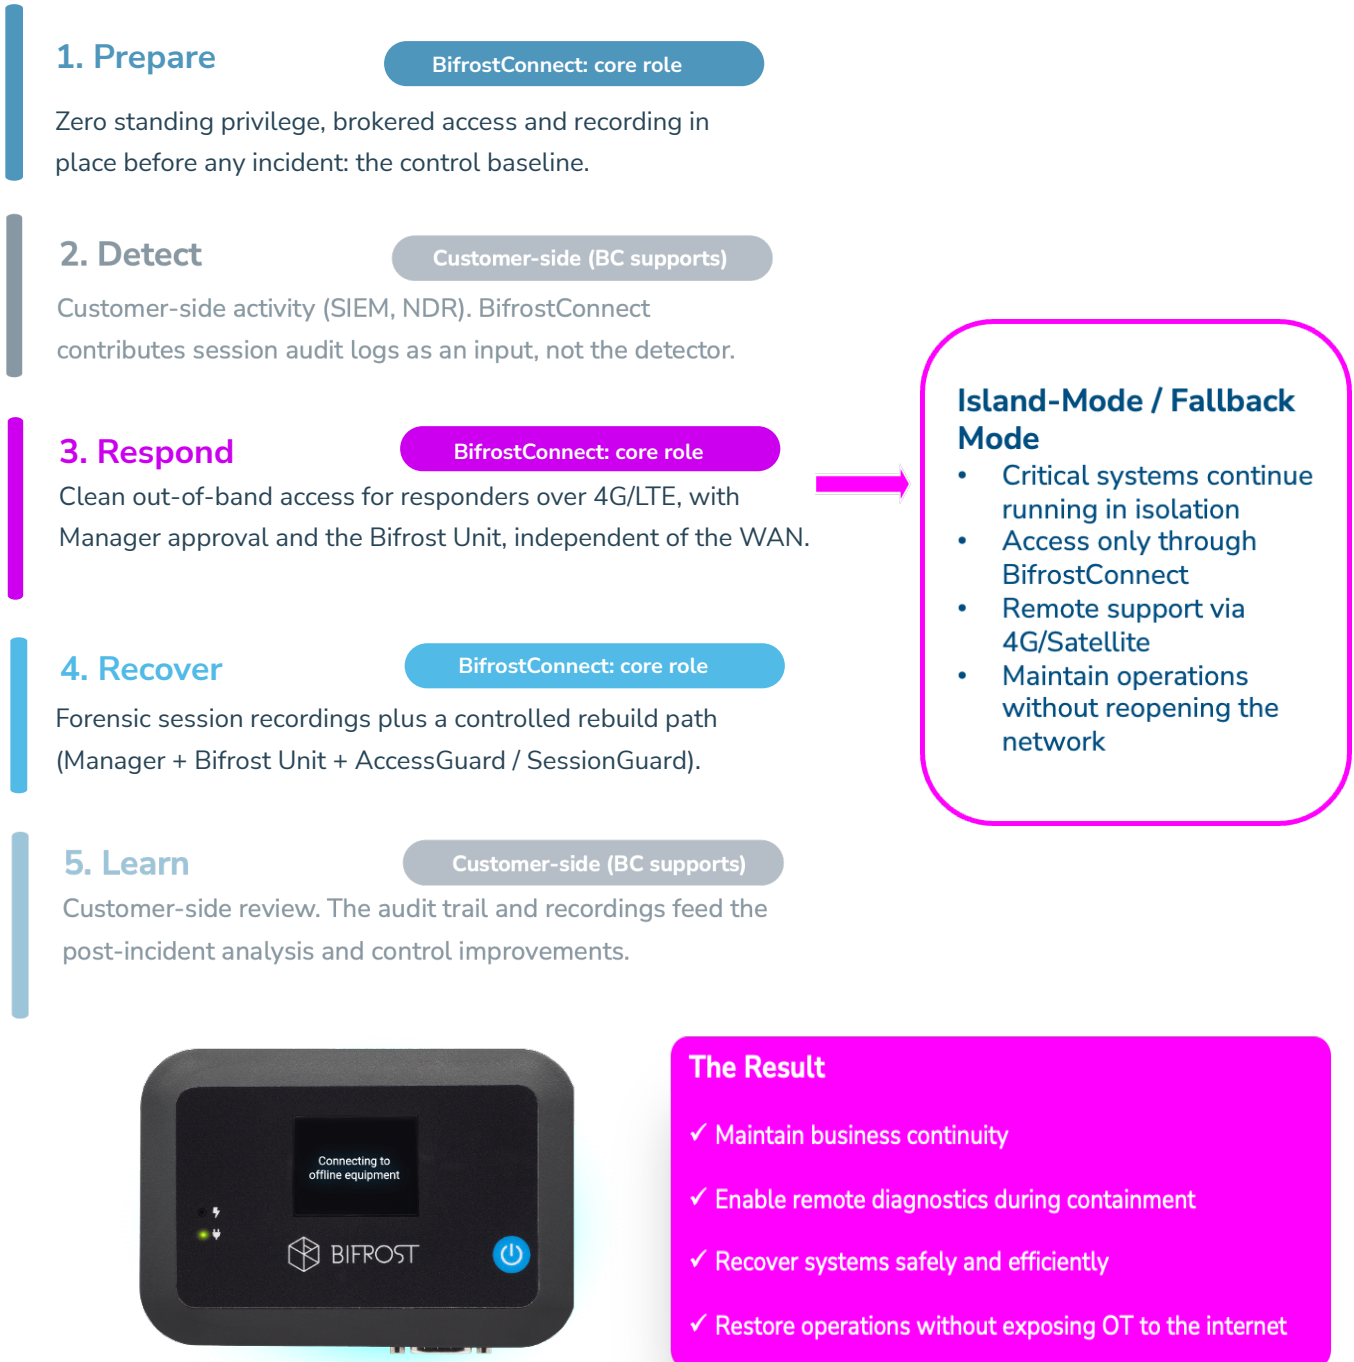 1. Prepare
BifrostConnect: core role
Zero standing privilege, brokered access and recording in
place before any incident: the control baseline.
2. Detect
Customer-side (BC supports)
Customer-side activity (SIEM, NDR). BifrostConnect
contributes session audit logs as an input, not the detector.
3. Respond
BifrostConnect: core role
Clean out-of-band access for responders over 4G/LTE, with
Manager approval and the Bifrost Unit, independent of the WAN.
Island-Mode / Fallback
Mode
• Critical systems continue
running in isolation
• Access only through
BifrostConnect
• Remote support via
4G/Satellite
• Maintain operations
without reopening the
network
4. Recover
BifrostConnect: core role
Forensic session recordings plus a controlled rebuild path
(Manager + Bifrost Unit + AccessGuard / SessionGuard).
5. Learn
Customer-side (BC supports)
Customer-side review. The audit trail and recordings feed the
post-incident analysis and control improvements.
Connecting to
offline equipment
BIFROST
The Result
✓ Maintain business continuity
✓ Enable remote diagnostics during containment
✓ Recover systems safely and efficiently
✓ Restore operations without exposing OT to the internet